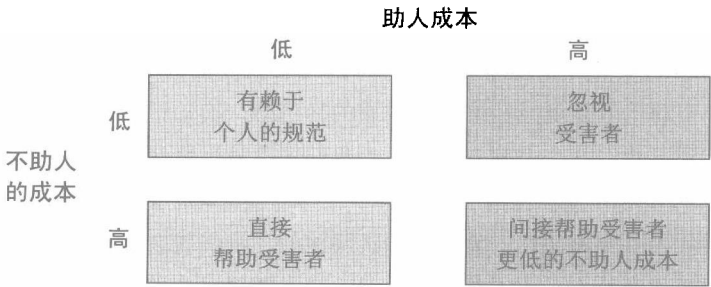 助人成本
低 高
低 有赖于 忽视
个人的规范 受害者
不助人
的成本
高 直接 间接帮助受害者
帮助受害者 更低的不助人成本